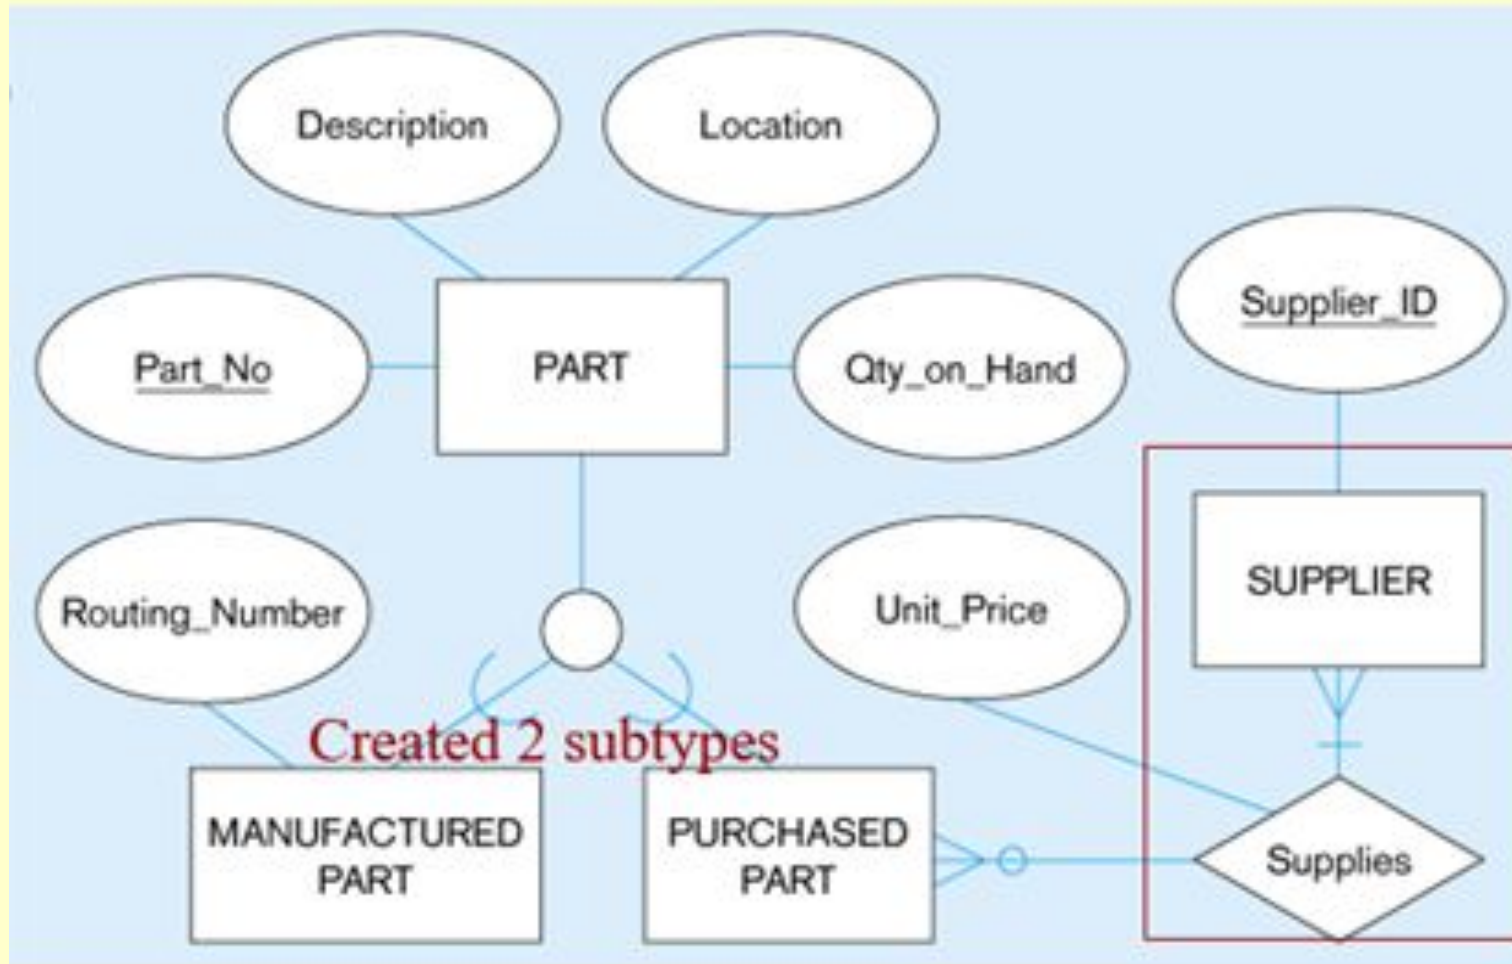 Description
Location
Part_No
PART
Qty_on_Hand
Supplier_ID
Routing_Number
Unit_Price
SUPPLIER
Created 2 subtypes
MANUFACTURED
PART
PURCHASED
PART
Supplies